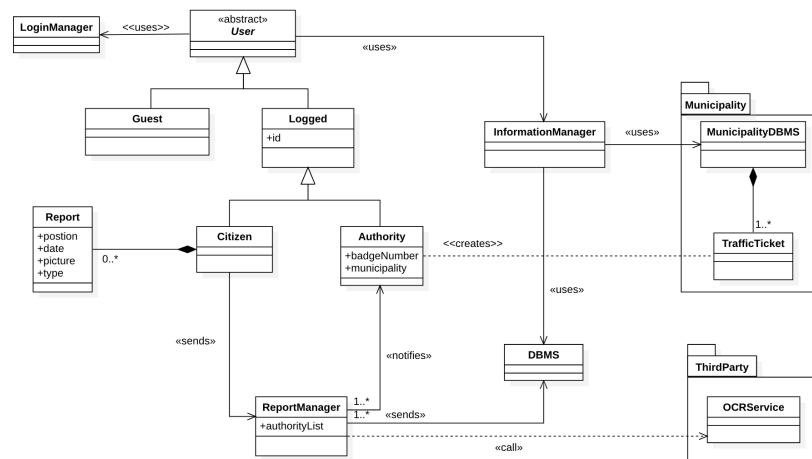 LoginManager
<<uses>>
«abstract»
User
«uses»
Guest
Logged
+id
InformationManager
«uses»
Municipality
MunicipalityDBMS
1..*
TrafficTicket
Report
+postion
+date
+picture
+type
0..*
Citizen
Authority
+badgeNumber
+municipality
<<creates>>
«uses»
«sends»
«notifies»
DBMS
ThirdParty
OCRService
ReportManager
+authorityList
1..*
1..*
«sends»
«call»